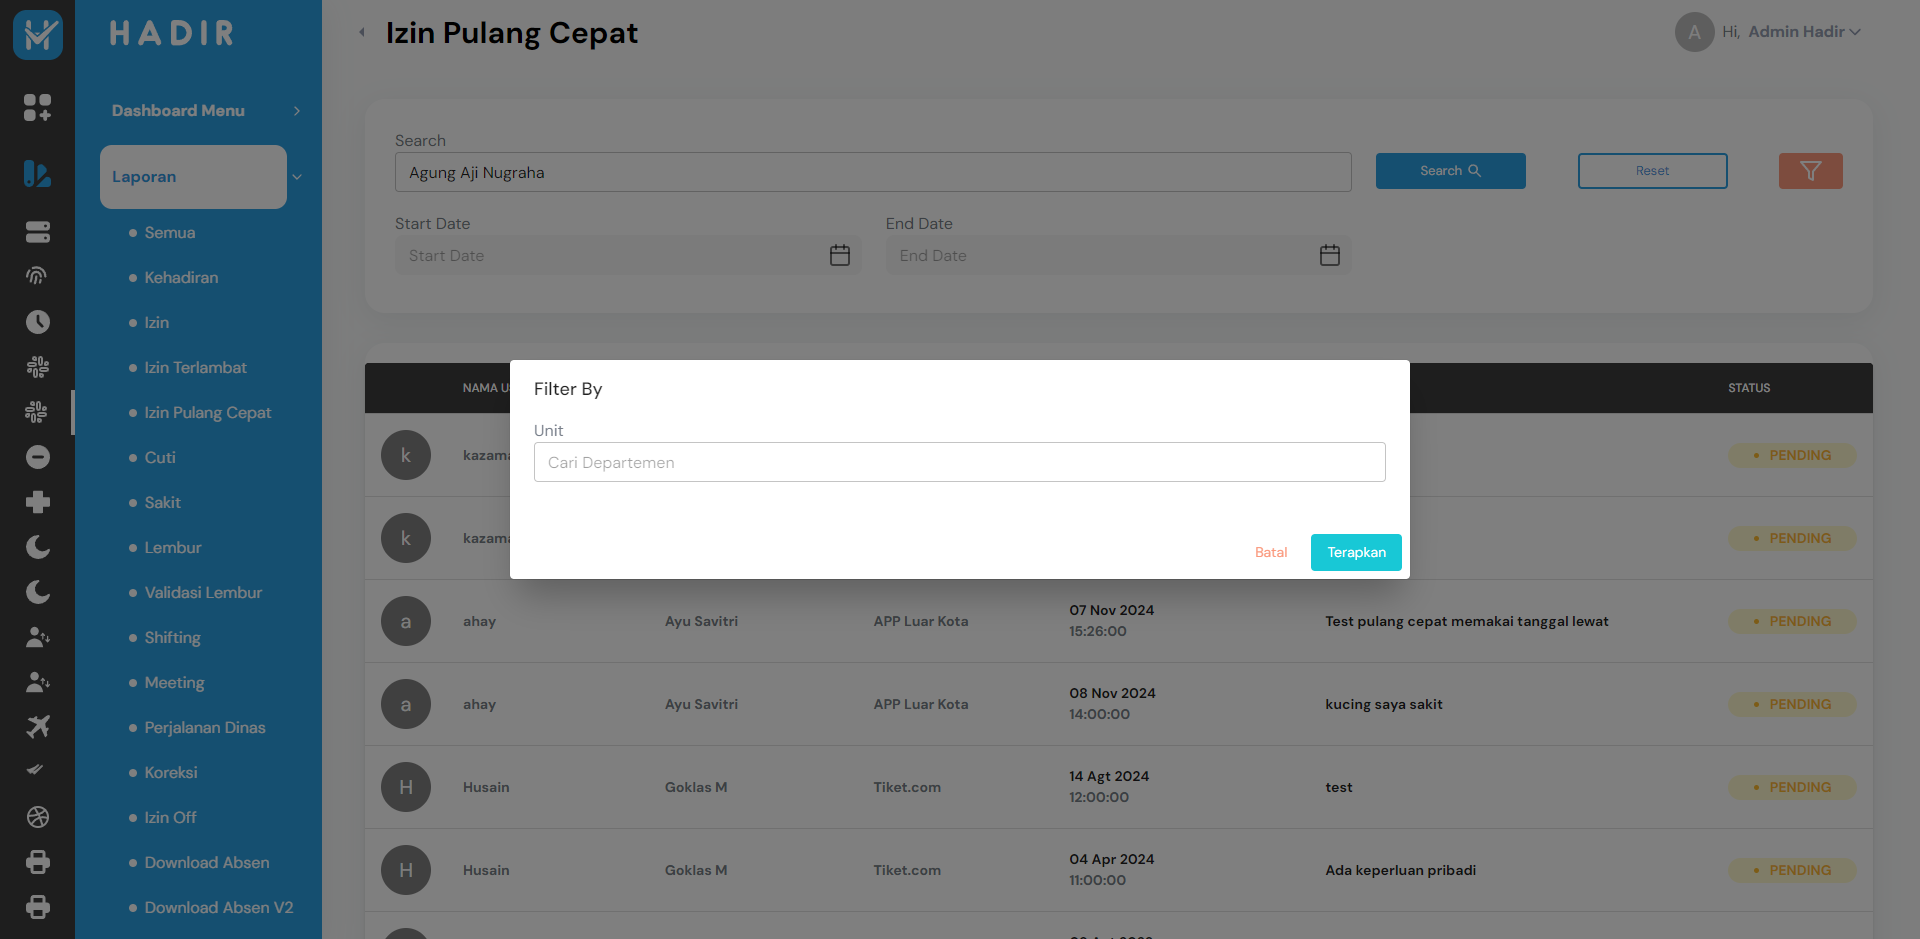 HADIR
Izin Pulang Cepat
A Hi, Admin Hadir
Dashboard Menu
Laporan
Semua
Kehadiran
Izin
Izin Terlambat
Izin Pulang Cepat
Cuti
Sakit
Lembur
Validasi Lembur
Shifting
Meeting
Perjalanan Dinas
Koreksi
Izin Off
Download Absen
Download Absen V2
Search
Agung Aji Nugraha
Search
Reset
Start Date
End Date
Start Date
End Date
NAMA U
STATUS
Filter By
Unit
Cari Departemen
Batal
Terapkan
k kazama
PENDING
k kazama
PENDING
a ahay Ayu Savitri APP Luar Kota 07 Nov 2024 Test pulang cepat memakai tanggal lewat PENDING
15:26:00
a ahay Ayu Savitri APP Luar Kota 08 Nov 2024 kucing saya sakit PENDING
14:00:00
H Husain Goklas M Tiket.com 14 Agt 2024 test PENDING
12:00:00
H Husain Goklas M Tiket.com 04 Apr 2024 Ada keperluan pribadi PENDING
11:00:00